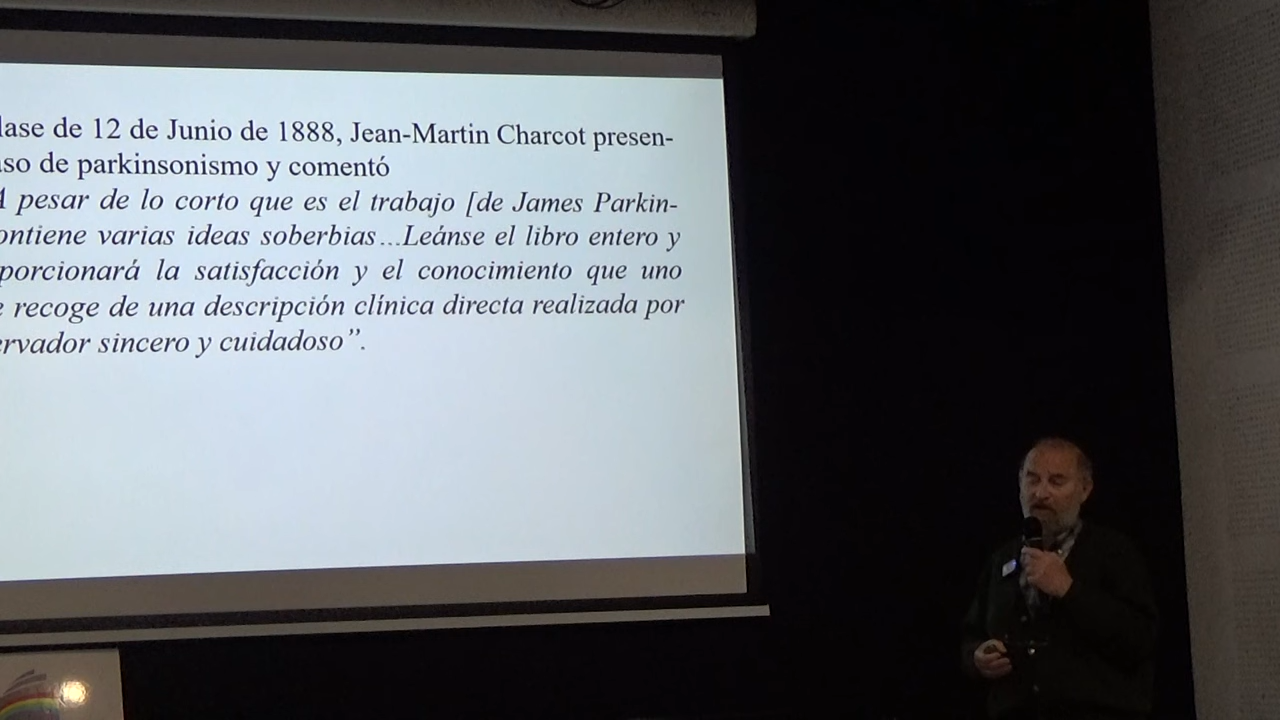 lase de 12 de Junio de 1888, Jean-Martin Charcot presen-
so de parkinsonismo y comentó
A pesar de lo corto que es el trabajo [de James Parkin-
ontiene varias ideas soberbias...Leánse el libro entero y
porcionará la satisfacción y el conocimiento que uno
e recoge de una descripción clínica directa realizada por
ervador sincero y cuidadoso”.